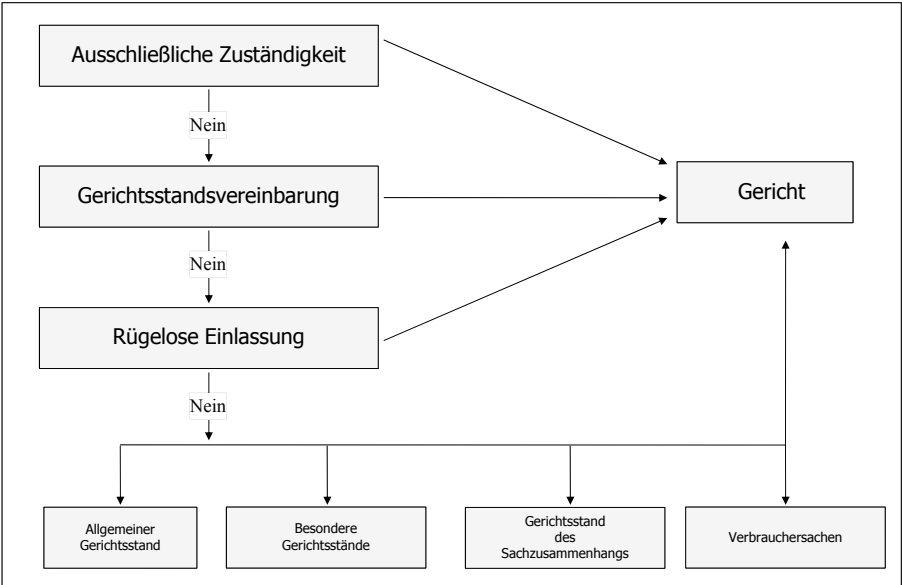 Ausschließliche Zuständigkeit
Nein
Gerichtsstandsvereinbarung
Gericht
Nein
Rügelose Einlassung
Nein
Allgemeiner
Gerichtsstand
Besondere
Gerichtsstände
Gerichtsstand
des
Sachzusammenhangs
Verbrauchersachen